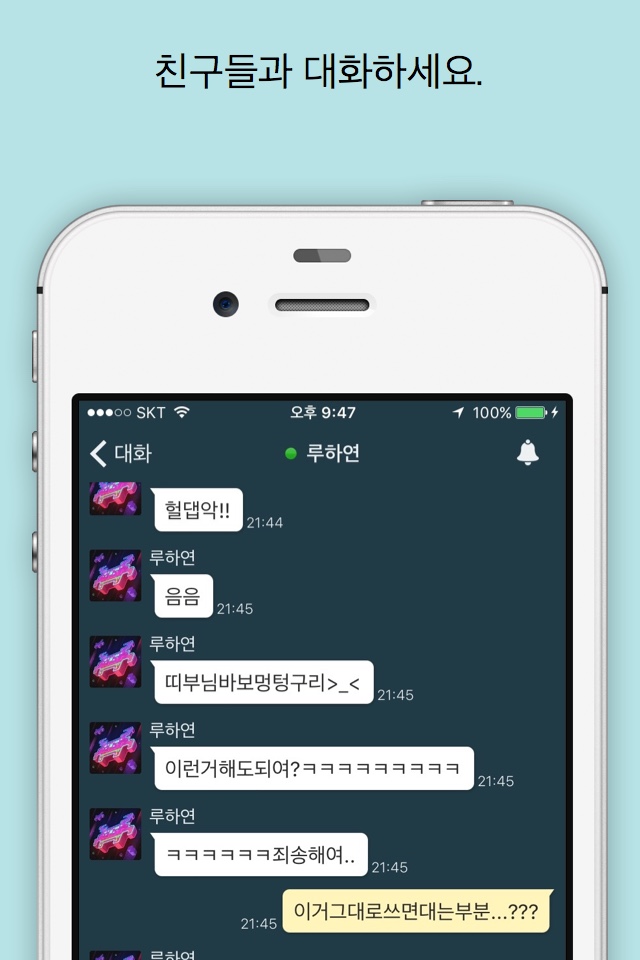 친구들과 대화하세요.
SKT 오후 9:47 100%
대화 루하연
헐댑악!! 21:44
루하연
음음 21:45
루하연
띠부님바보멍텅구리>_< 21:45
루하연
이런거해도되여?ㅋㅋㅋㅋㅋㅋㅋㅋㅋ 21:45
루하연
ㅋㅋㅋㅋㅋㅋ죄송해여.. 21:45
21:45 이거그대로쓰면대는부분...???
루하연